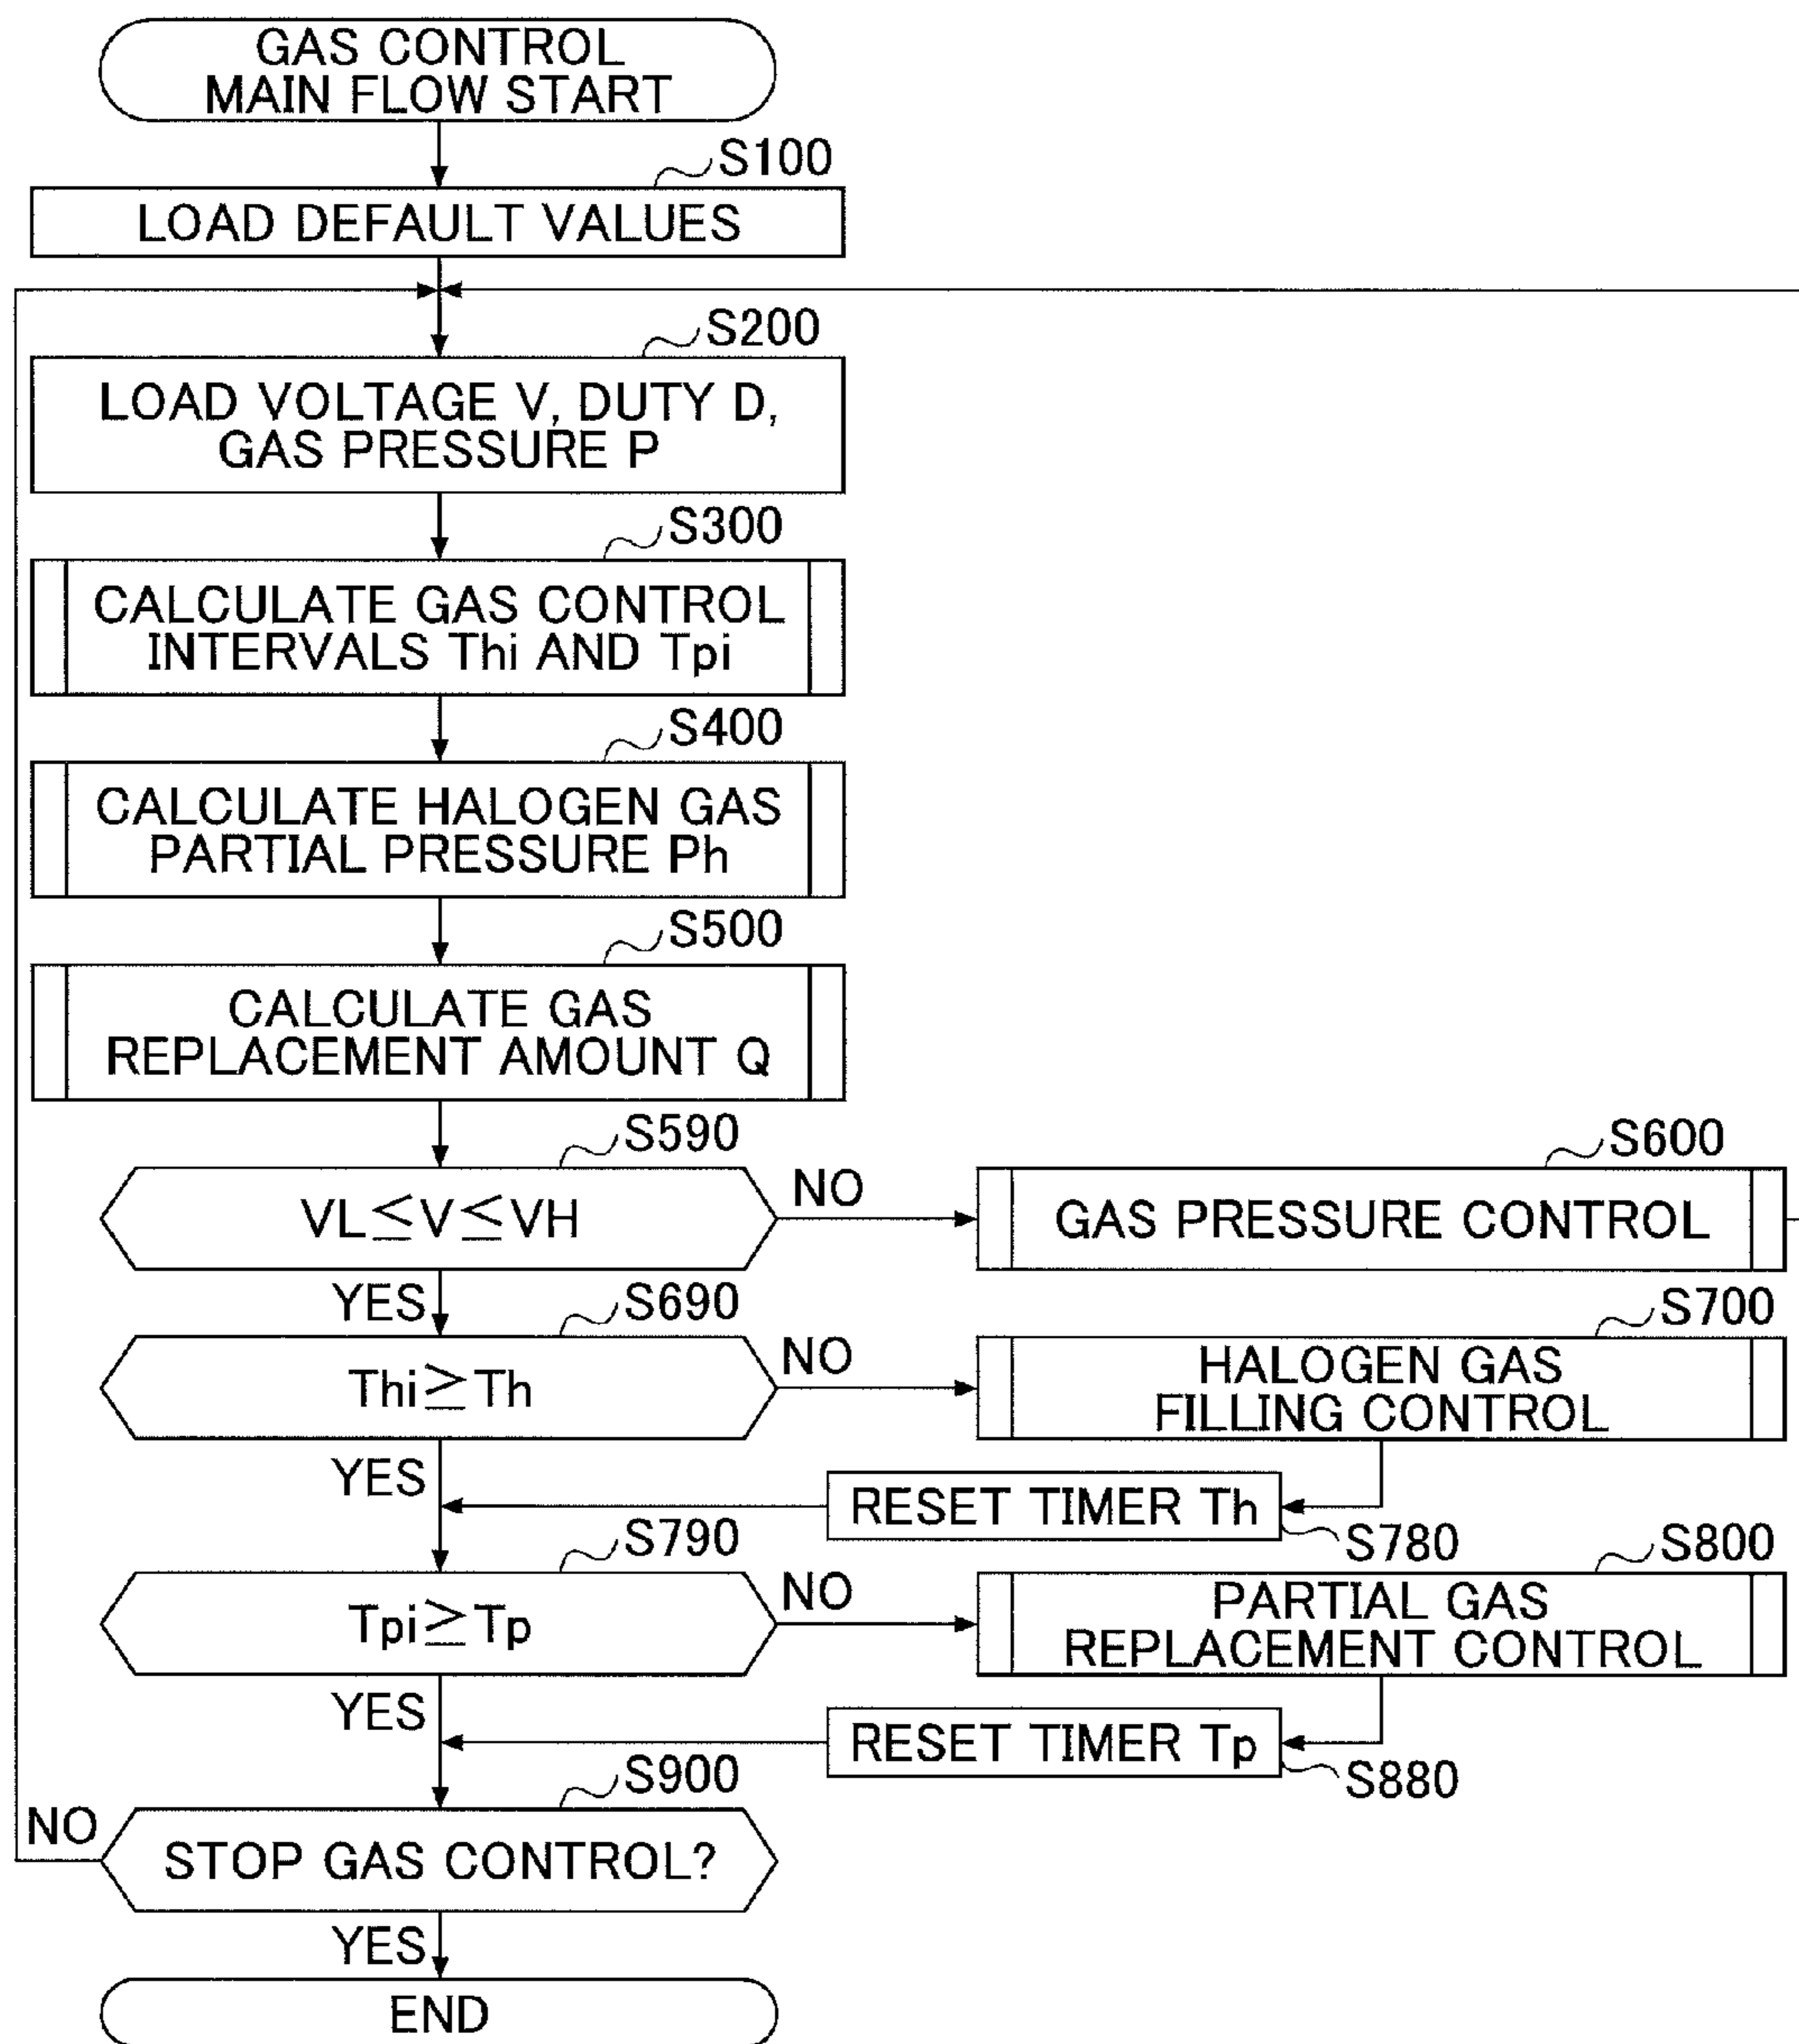 GAS CONTROL
MAIN FLOW START
S100
LOAD DEFAULT VALUES
S200
LOAD VOLTAGE V, DUTY D,
GAS PRESSURE P
S300
CALCULATE GAS CONTROL
INTERVALS Thi AND Tpi
S400
CALCULATE HALOGEN GAS
PARTIAL PRESSURE Ph
S500
CALCULATE GAS
REPLACEMENT AMOUNT Q
S590
VL≦V≦VH
NO
S600
GAS PRESSURE CONTROL
YES
S690
Thi≧Th
NO
S700
HALOGEN GAS
FILLING CONTROL
YES
RESET TIMER Th
S780
S790
Tpi≧Tp
NO
S800
PARTIAL GAS
REPLACEMENT CONTROL
YES
RESET TIMER Tp
S880
S900
NO
STOP GAS CONTROL?
YES
END